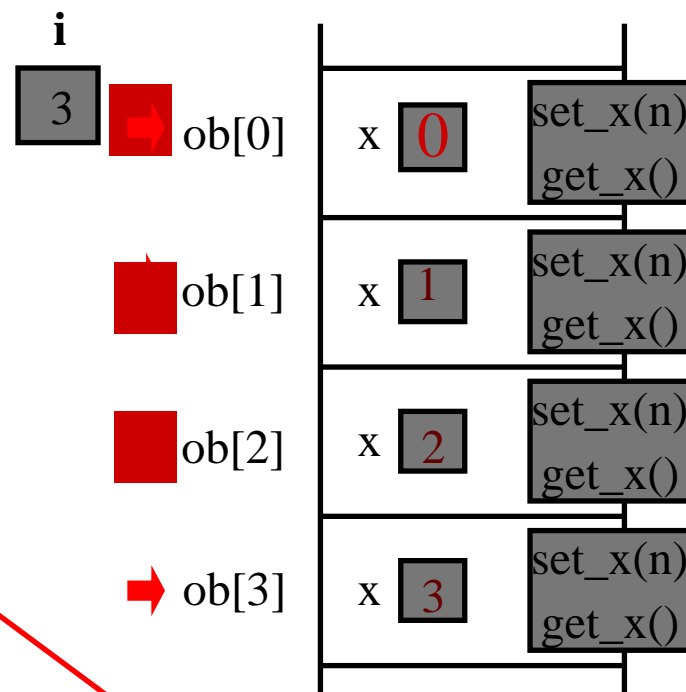 i
3
ob[0] x 0 set_x(n)
get_x()
ob[1] x 1 set_x(n)
get_x()
ob[2] x 2 set_x(n)
get_x()
ob[3] x 3 set_x(n)
get_x()